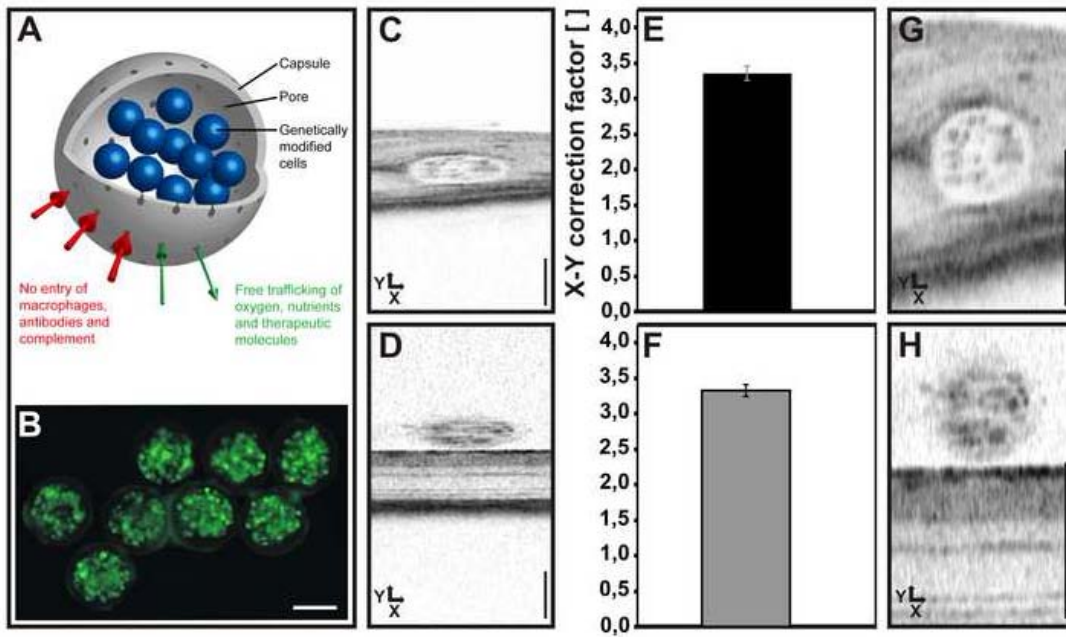 A
Capsule
Pore
Genetically
modified
cells
No entry of
macrophages,
antibodies and
complement
Free trafficking of
oxygen, nutrients
and therapeutic
molecules
B
C
Y
X
D
Y
X
X-Y correction factor [ ]
4,0
3,5
3,0
2,5
2,0
1,5
1,0
0,5
0,0
E
4,0
3,5
3,0
2,5
2,0
1,5
1,0
0,5
0,0
F
G
Y
X
H
Y
X